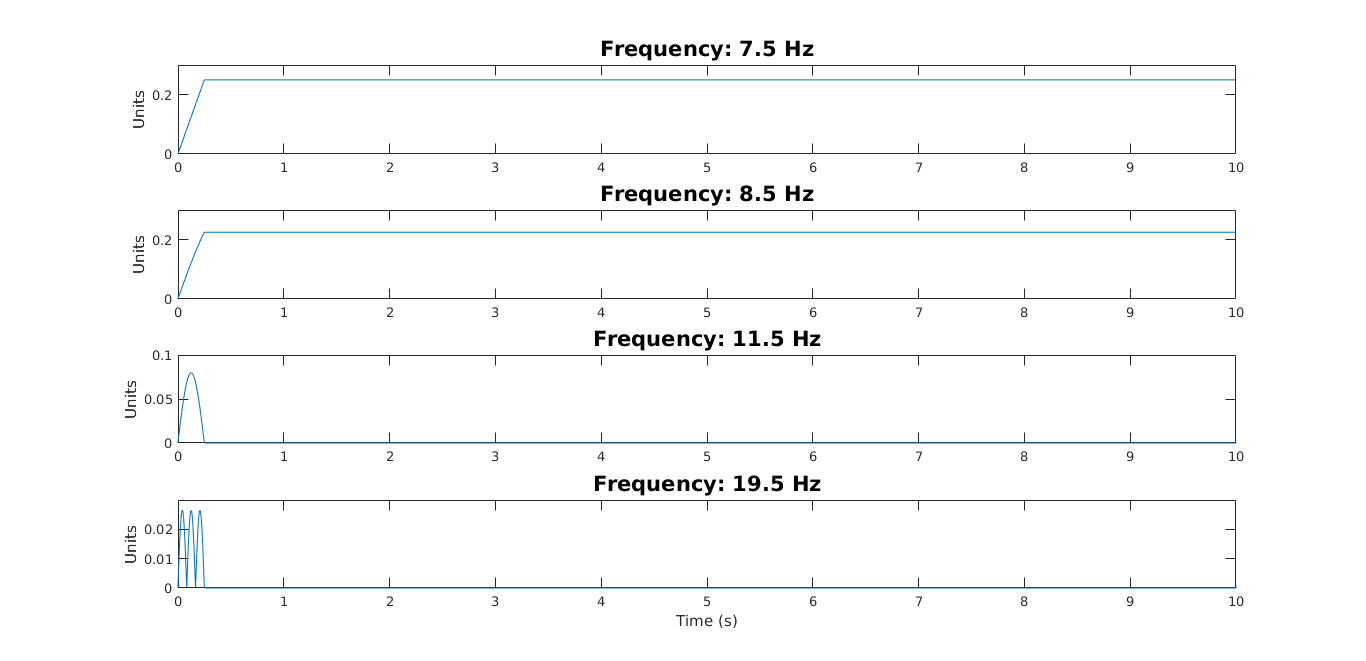 Frequency: 7.5 Hz
Units
0.2
0
0 1 2 3 4 5 6 7 8 9 10
Frequency: 8.5 Hz
Units
0.2
0
0 1 2 3 4 5 6 7 8 9 10
Frequency: 11.5 Hz
Units
0.1
0.05
0
0 1 2 3 4 5 6 7 8 9 10
Frequency: 19.5 Hz
Units
0.02
0.01
0
0 1 2 3 4 5 6 7 8 9 10
Time (s)